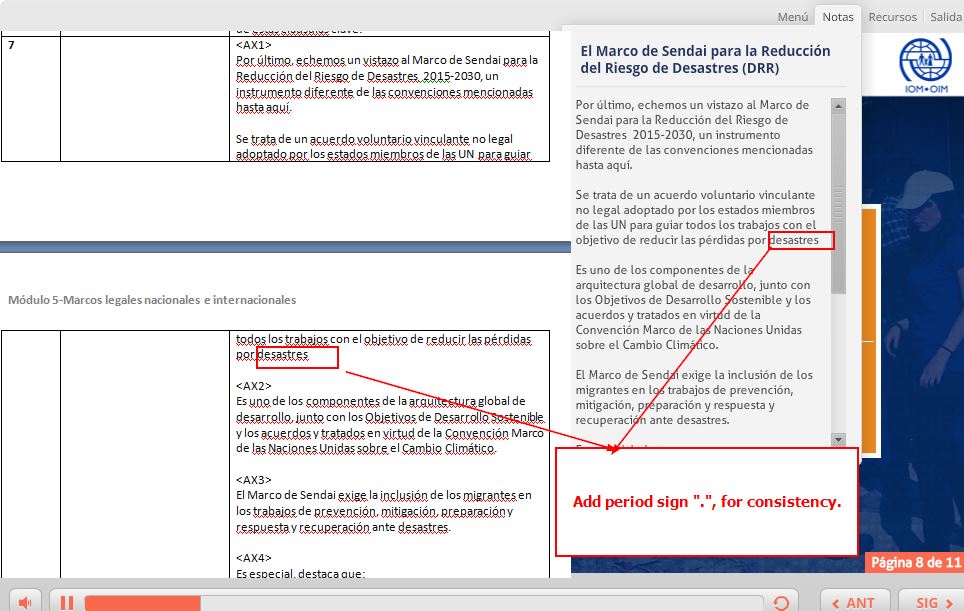 Menú
Notas
Recursos
Salida
de estas cláusulas clave:
7
<AX1>
Por último, echemos un vistazo al Marco de Sendai para la
Reducción del Riesgo de Desastres 2015-2030, un
instrumento diferente de las convenciones mencionadas
hasta aquí.
Se trata de un acuerdo voluntario vinculante no legal
adoptado por los estados miembros de las UN para guiar
Módulo 5-Marcos legales nacionales e internacionales
todos los trabajos con el objetivo de reducir las pérdidas
por desastres
<AX2>
Es uno de los componentes de la arquitectura global de
desarrollo, junto con los Objetivos de Desarrollo Sostenible
y los acuerdos y tratados en virtud de la Convención Marco
de las Naciones Unidas sobre el Cambio Climático.
<AX3>
El Marco de Sendai exige la inclusión de los migrantes en
los trabajos de prevención, mitigación, preparación y
respuesta y recuperación ante desastres.
<AX4>
Es especial, destaca que:
El Marco de Sendai para la Reducción
del Riesgo de Desastres (DRR)
Por último, echemos un vistazo al Marco de
Sendai para la Reducción del Riesgo de
Desastres 2015-2030, un instrumento
diferente de las convenciones mencionadas
hasta aquí.
Se trata de un acuerdo voluntario vinculante
no legal adoptado por los estados miembros
de las UN para guiar todos los trabajos con el
objetivo de reducir las pérdidas por desastres
Es uno de los componentes de la
arquitectura global de desarrollo, junto con
los Objetivos de Desarrollo Sostenible y los
acuerdos y tratados en virtud de la
Convención Marco de las Naciones Unidas
sobre el Cambio Climático.
El Marco de Sendai exige la inclusión de los
migrantes en los trabajos de prevención,
mitigación, preparación y respuesta y
recuperación ante desastres.
IOM•OIM
Add period sign ".", for consistency.
Página 8 de 11
ANT
SIG